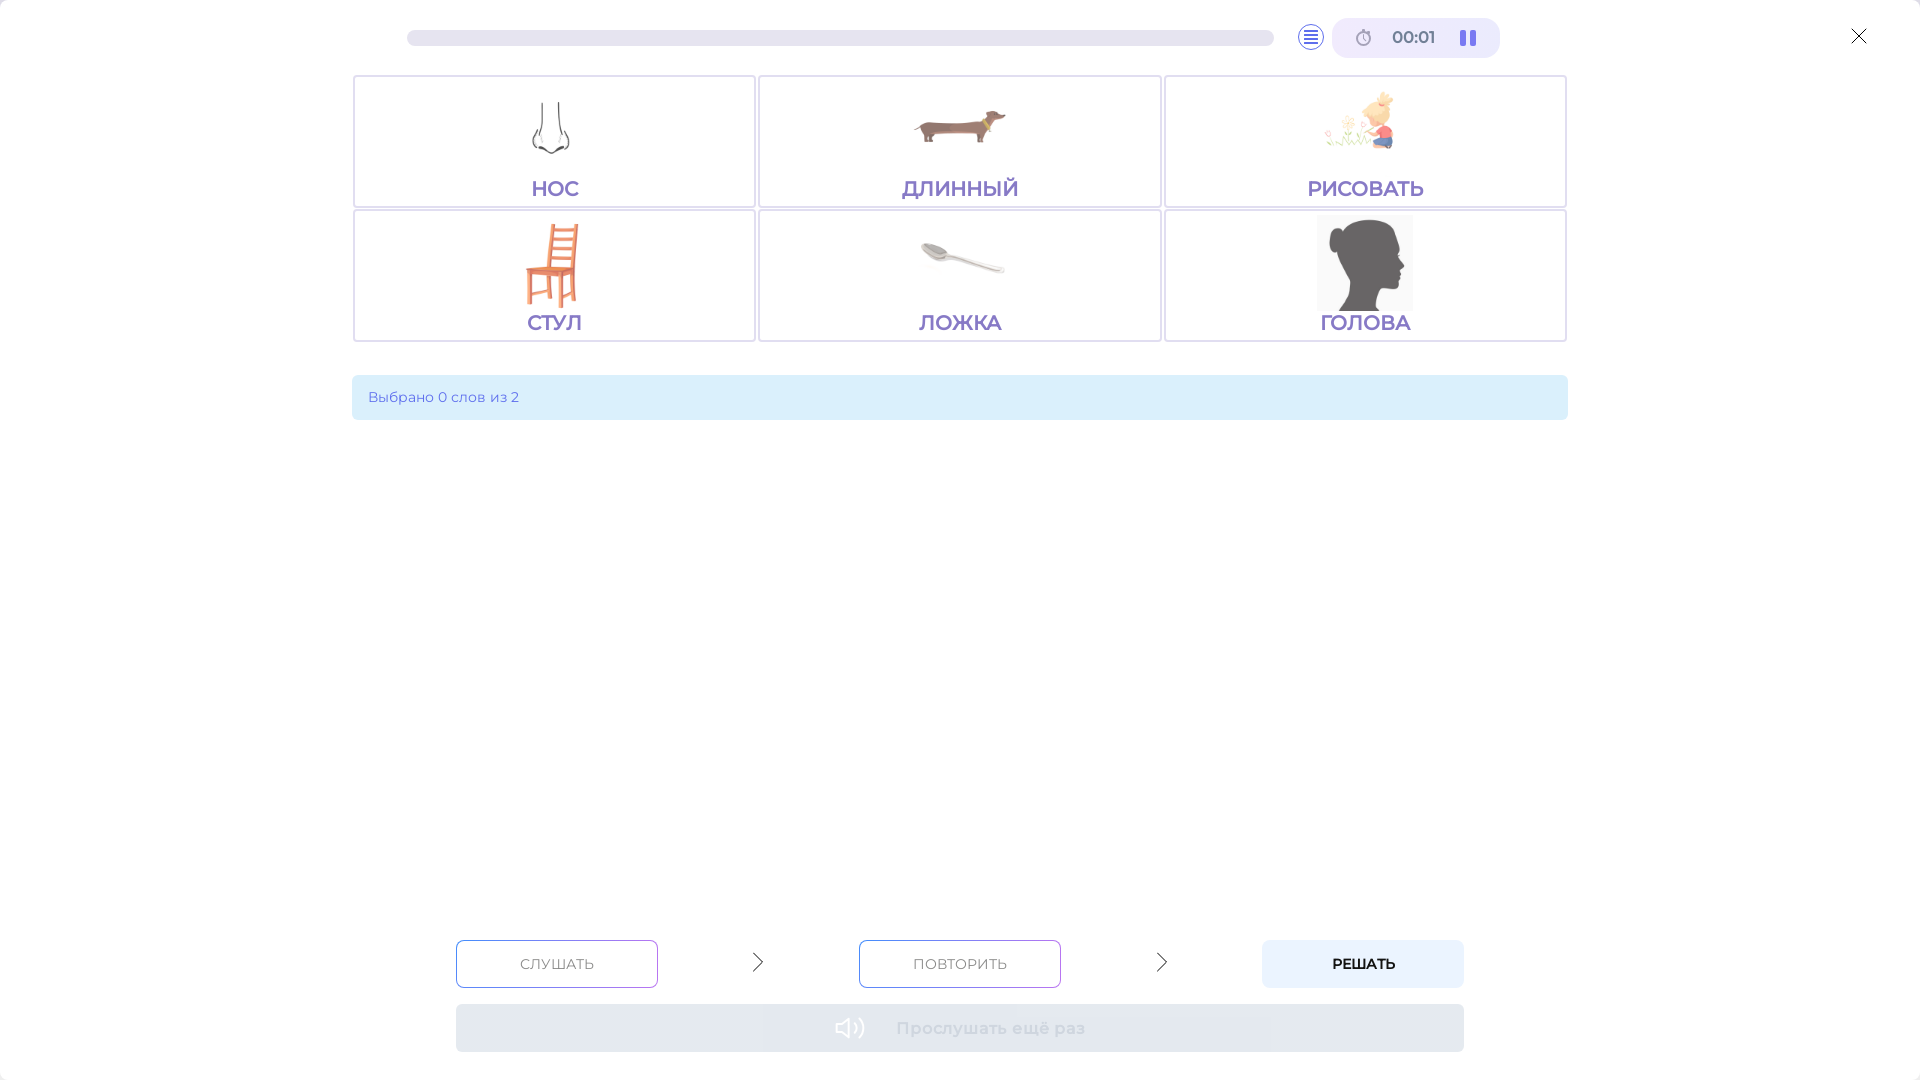 00:01
НОС
ДЛИННЫЙ
РИСОВАТЬ
СТУЛ
ЛОЖКА
ГОЛОВА
Выбрано 0 слов из 2
СЛУШАТЬ
ПОВТОРИТЬ
РЕШАТЬ
Прослушать ещё раз